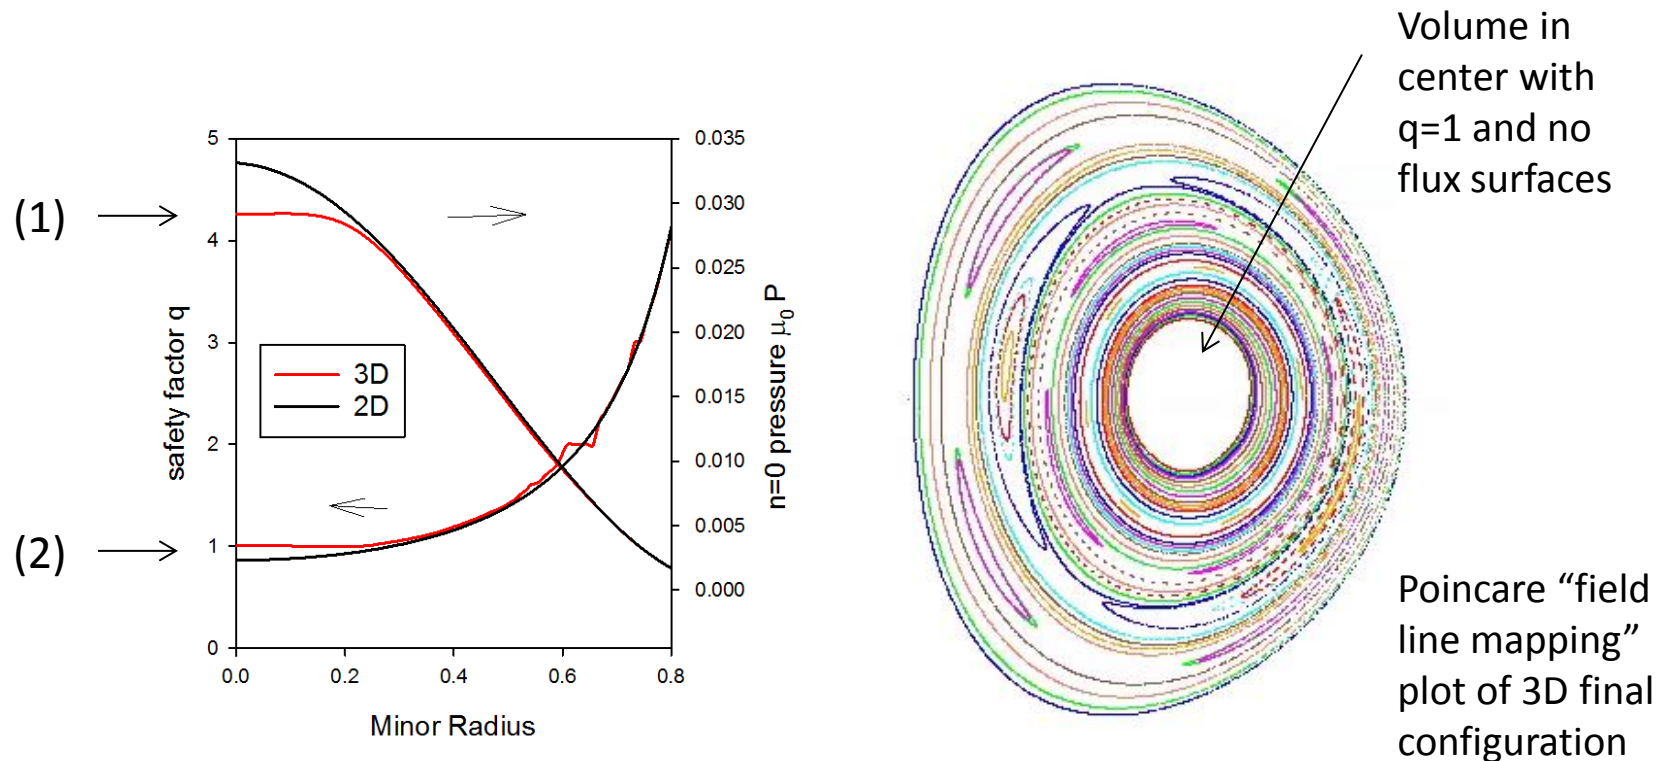 Volume in
center with
q=1 and no
flux surfaces
(1)
(2)
safety factor q
5
4
3
2
1
0
0.0
0.2
0.4
0.6
0.8
Minor Radius
3D
2D
0.035
0.030
0.025
0.020
0.015
0.010
0.005
0.000
n=0 pressure μ₀ P
Poincare “field
line mapping”
plot of 3D final
configuration